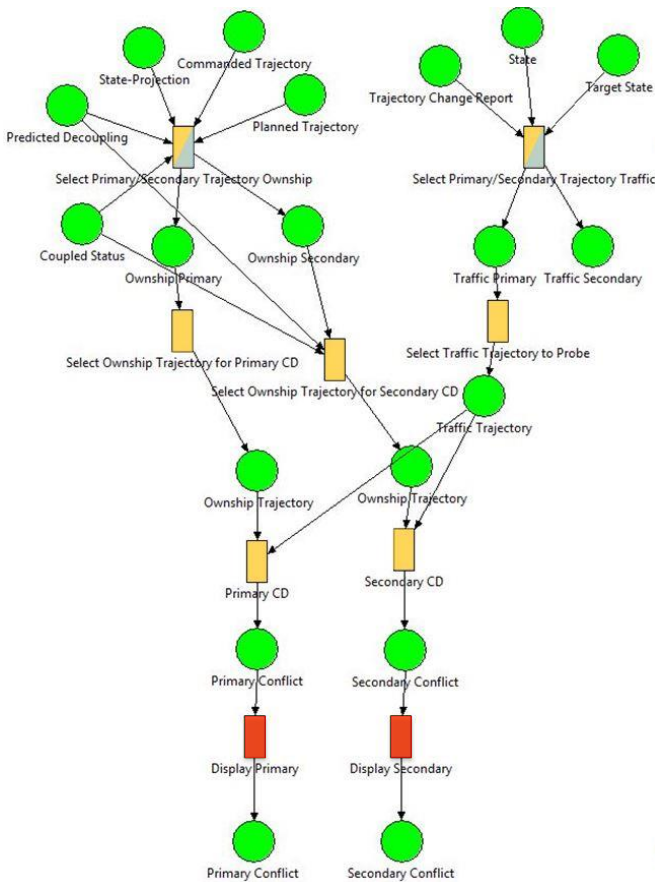 Commanded Trajectory
State-Projection
State
Target State
Trajectory Change Report
Planned Trajectory
Predicted Decoupling
Select Primary/Secondary Trajectory Ownship
Select Primary/Secondary Trajectory Traffic
Coupled Status
Ownship Primary
Ownship Secondary
Traffic Primary
Traffic Secondary
Select Ownship Trajectory for Primary CD
Select Traffic Trajectory to Probe
Select Ownship Trajectory for Secondary CD
Traffic Trajectory
Ownship Trajectory
Ownship Trajectory
Primary CD
Secondary CD
Primary Conflict
Secondary Conflict
Display Primary
Display Secondary
Primary Conflict
Secondary Conflict